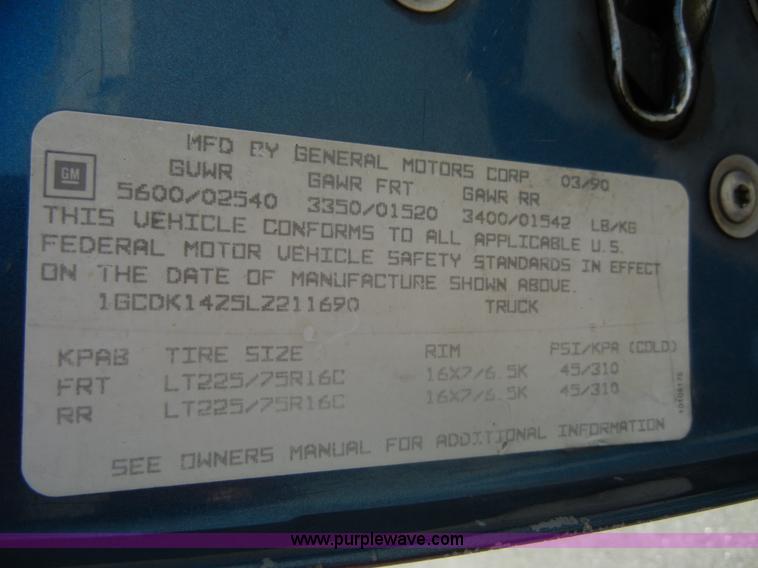 MFD BY GENERAL MOTORS CORP 03/90
GM
GVWR GAWR FRT GAWR RR
5600/02540 3350/01520 3400/01542 LB/KG
THIS VEHICLE CONFORMS TO ALL APPLICABLE U.S.
FEDERAL MOTOR VEHICLE SAFETY STANDARDS IN EFFECT
ON THE DATE OF MANUFACTURE SHOWN ABOVE.
1GCDK14Z5LZ211690 TRUCK
KPAB TIRE SIZE RIM PSI/KPA (COLD)
FRT LT225/75R16C 16X7/6.5K 45/310
RR LT225/75R16C 16X7/6.5K 45/310
SEE OWNERS MANUAL FOR ADDITIONAL INFORMATION
www.purplewave.com